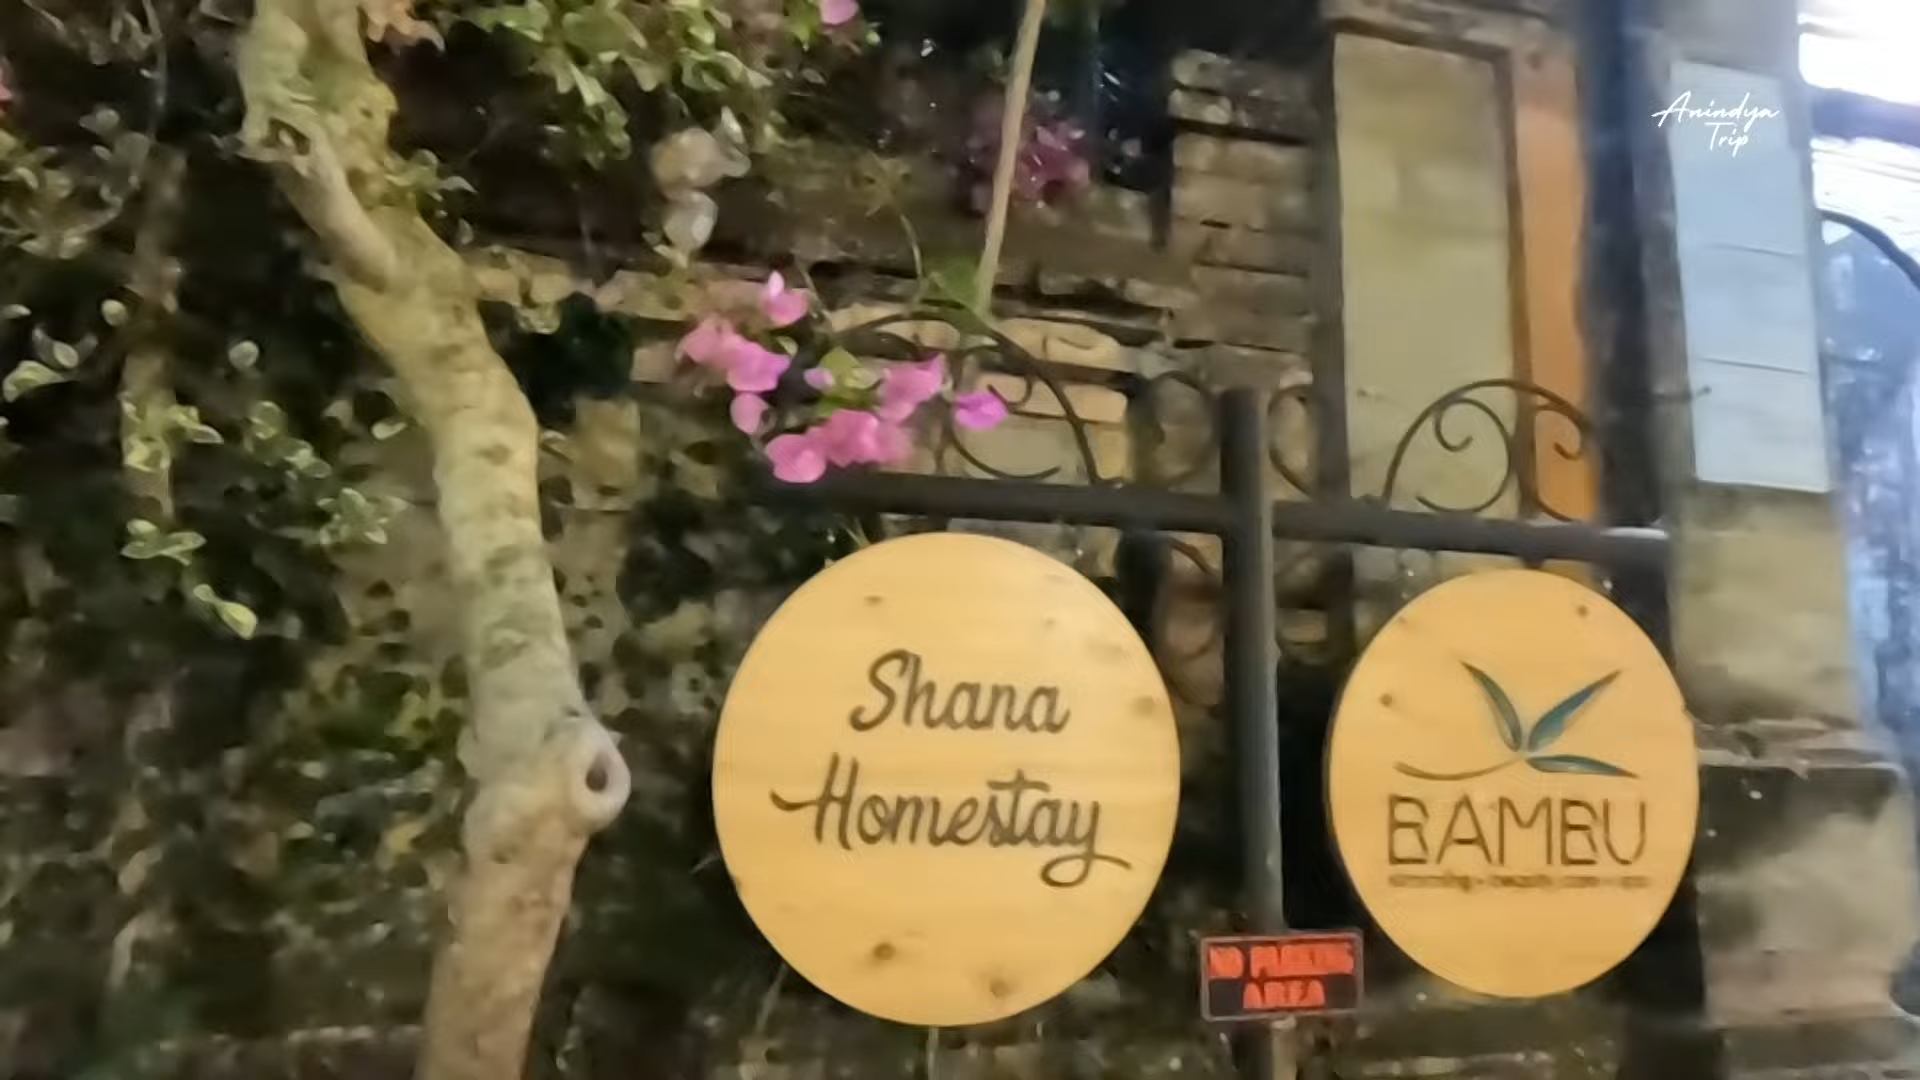 Anindya
Trip
Shana
Homestay
BAMBU
NO PARKING
AREA